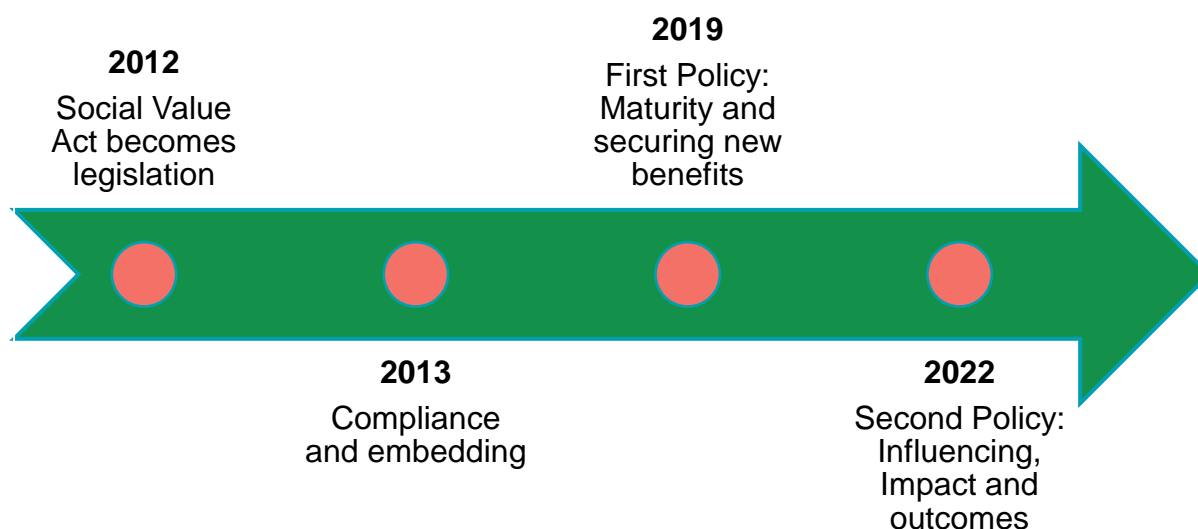 2012
Social Value
Act becomes
legislation
2013
Compliance
and embedding
2019
First Policy:
Maturity and
securing new
benefits
2022
Second Policy:
Influencing,
Impact and
outcomes